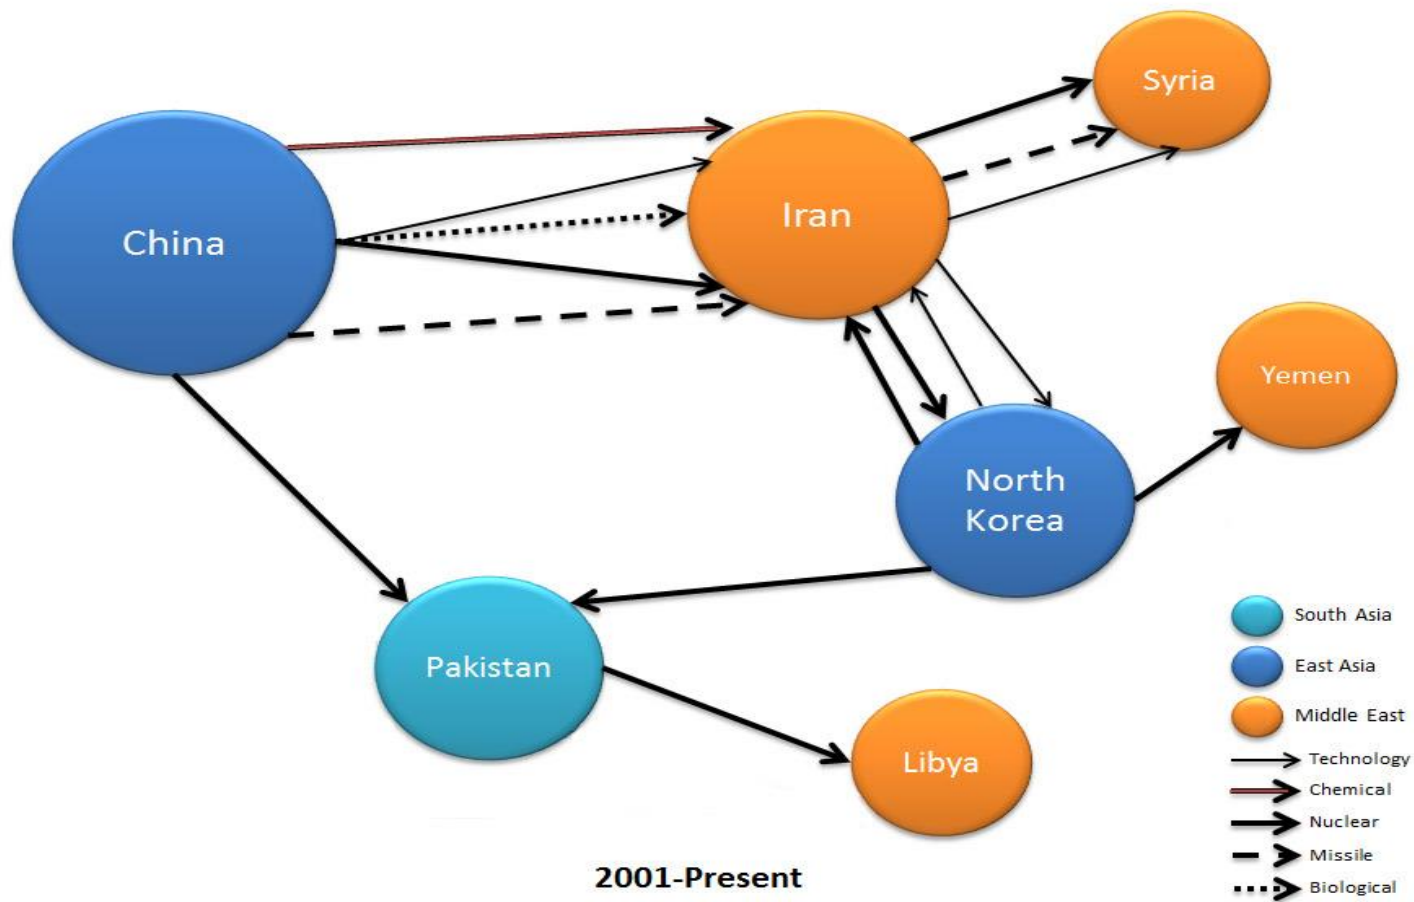 Syria
China
Iran
Yemen
North
Korea
Pakistan
Libya
South Asia
East Asia
Middle East
Technology
Chemical
Nuclear
Missile
Biological
2001-Present